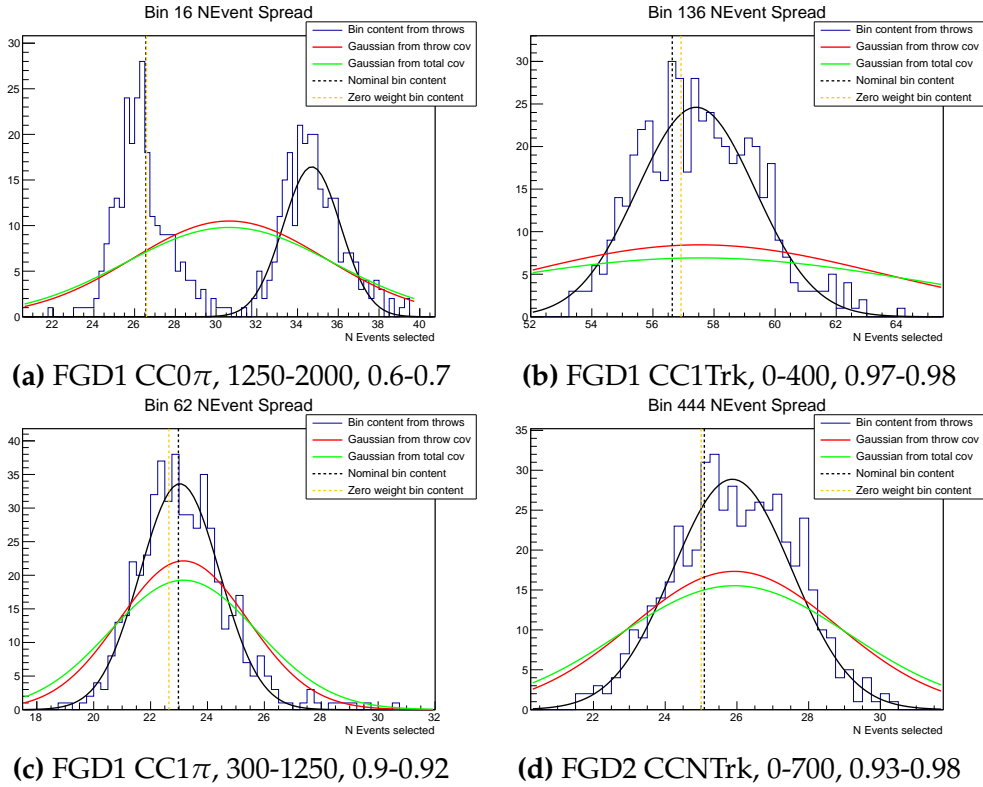 Bin 16 NEvent Spread
Bin content from throws
Gaussian from throw cov
Gaussian from total cov
Nominal bin content
Zero weight bin content
30
25
20
15
10
5
0
22 24 26 28 30 32 34 36 38 40
N Events selected
(a) FGD1 CC0π, 1250-2000, 0.6-0.7
Bin 136 NEvent Spread
Bin content from throws
Gaussian from throw cov
Gaussian from total cov
Nominal bin content
Zero weight bin content
30
25
20
15
10
5
0
52 54 56 58 60 62 64
N Events selected
(b) FGD1 CC1Trk, 0-400, 0.97-0.98
Bin 62 NEvent Spread
Bin content from throws
Gaussian from throw cov
Gaussian from total cov
Nominal bin content
Zero weight bin content
40
35
30
25
20
15
10
5
0
18 20 22 24 26 28 30 32
N Events selected
(c) FGD1 CC1π, 300-1250, 0.9-0.92
Bin 444 NEvent Spread
Bin content from throws
Gaussian from throw cov
Gaussian from total cov
Nominal bin content
Zero weight bin content
35
30
25
20
15
10
5
0
22 24 26 28 30
N Events selected
(d) FGD2 CCNTrk, 0-700, 0.93-0.98